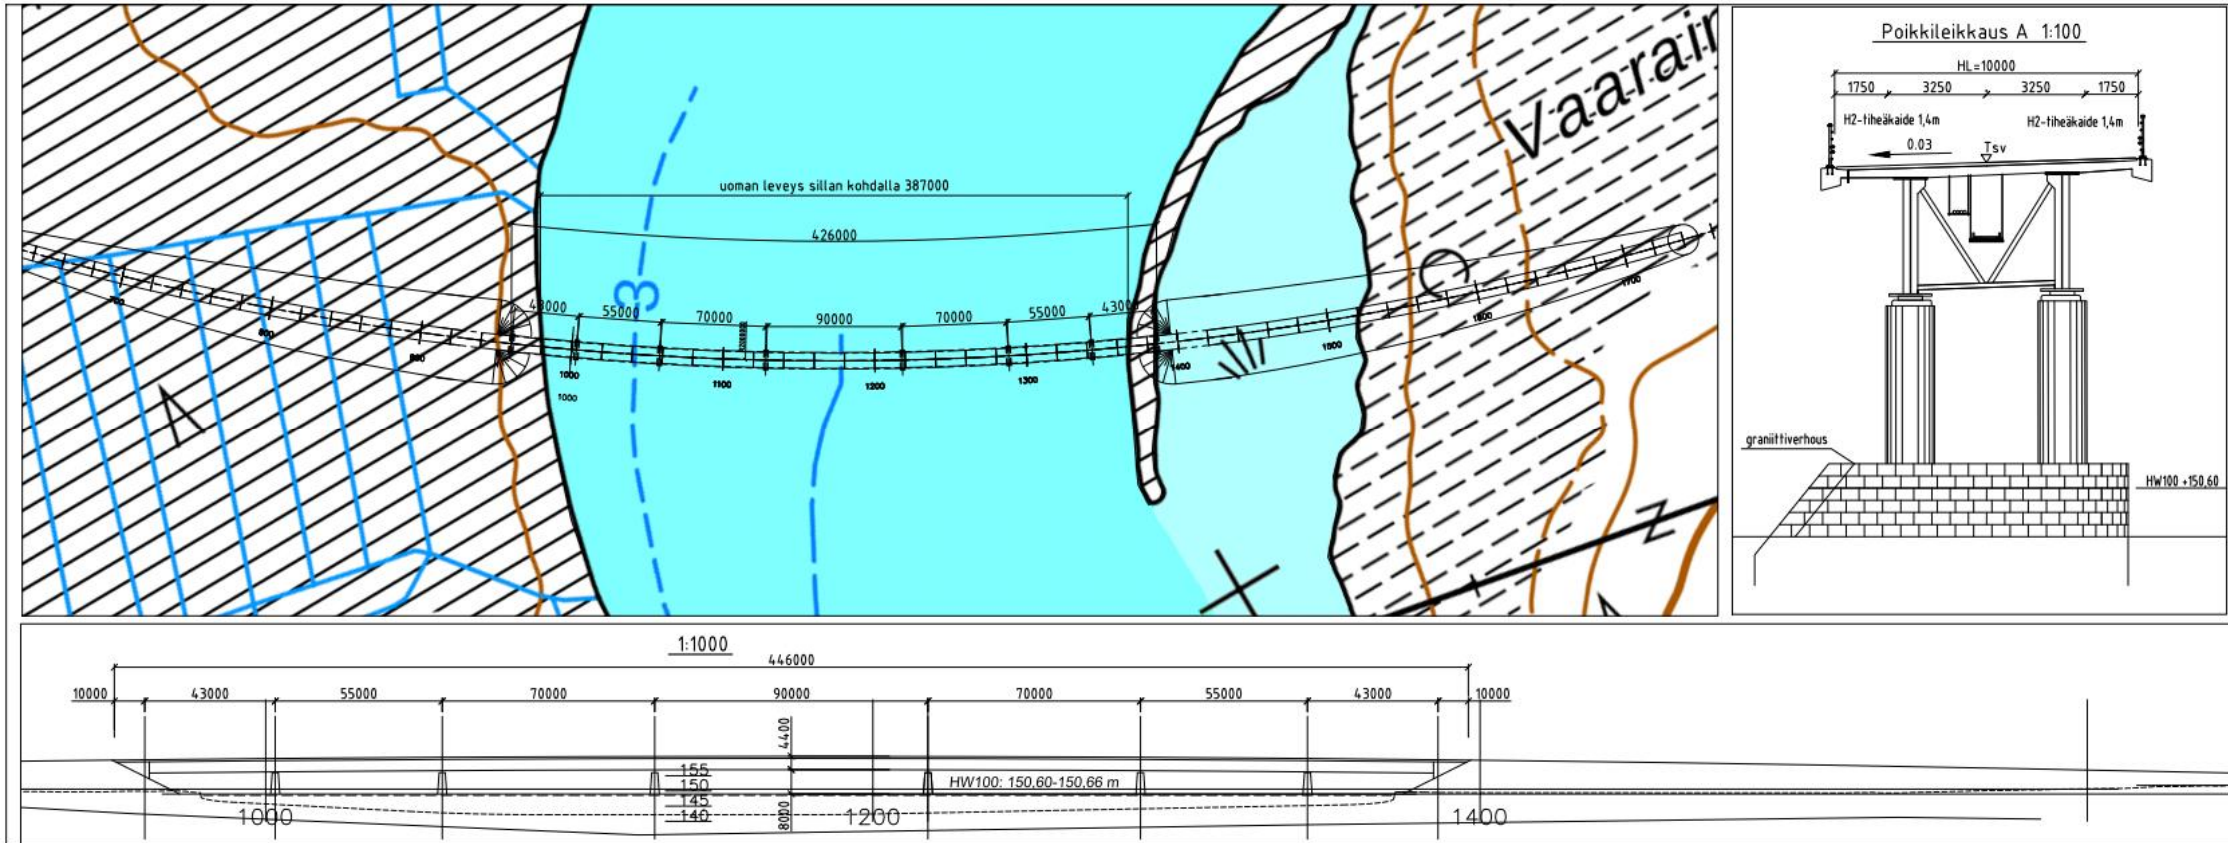 Vaarain
uoman leveys sillan kohdalla 387000
426000
3
43000
55000
70000
90000
70000
55000
43000
1000
1100
1200
1300
1400
1500
1600
1700
1000
Poikkileikkaus A 1:100
HL=10000
1750 3250 3250 1750
H2-tiheäkaide 1,4m H2-tiheäkaide 1,4m
0.03 Tsv
graniittiverhous
HW100 +150,60
1:1000
446000
10000 43000 55000 70000 90000 70000 55000 43000 10000
4400
155
150
HW100: 150,60-150,66 m
145
140
8000
1000 1200 1400